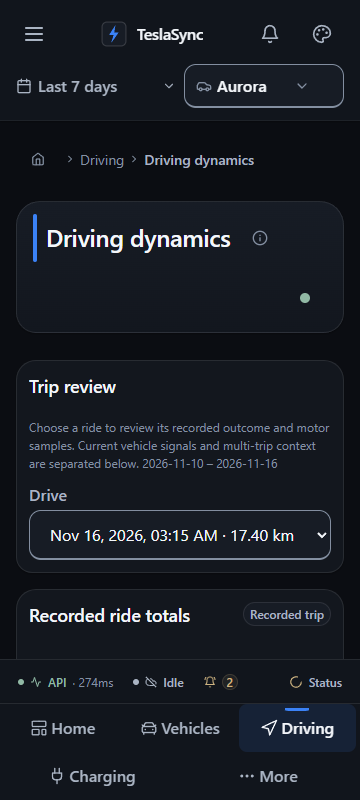 TeslaSync
Last 7 days
Aurora
Driving
Driving dynamics
Driving dynamics
Trip review
Choose a ride to review its recorded outcome and motor
samples. Current vehicle signals and multi-trip context
are separated below. 2026-11-10 – 2026-11-16
Drive
Nov 16, 2026, 03:15 AM · 17.40 km
Recorded ride totals
Recorded trip
API · 274ms
Idle
2
Status
Home
Vehicles
Driving
Charging
More